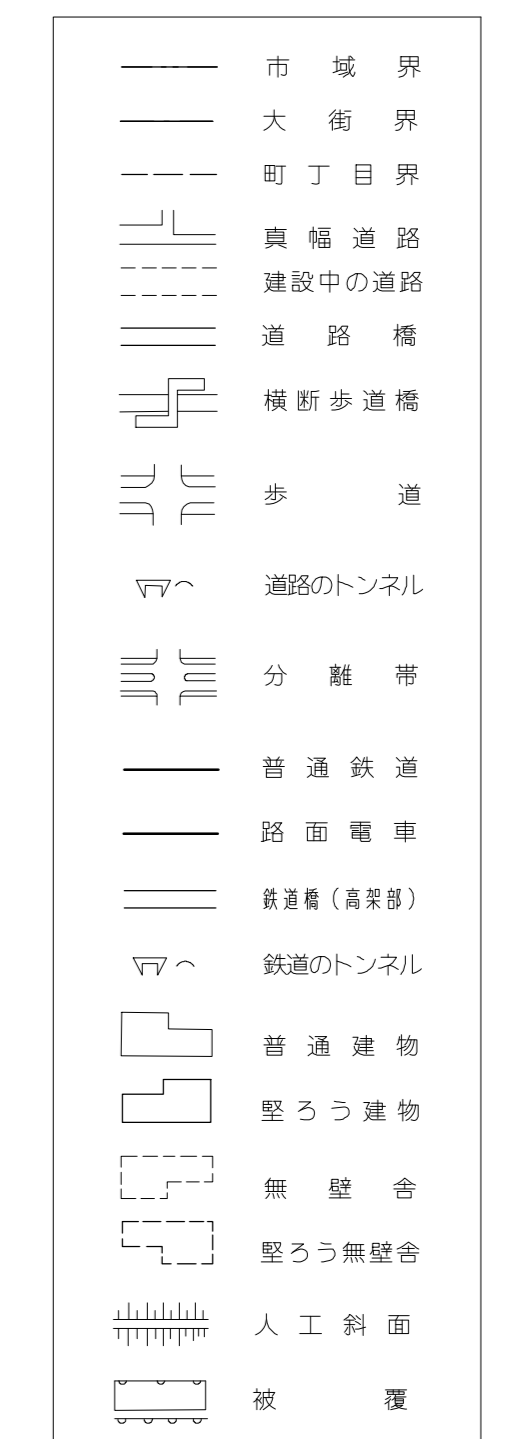 市域界
大街界
町丁目界
真幅道路
建設中の道路
道路橋
横断歩道橋
歩道
道路のトンネル
分離帯
普通鉄道
路面電車
鉄道橋（高架部）
鉄道のトンネル
普通建物
堅ろう建物
無壁舎
堅ろう無壁舎
人工斜面
被覆